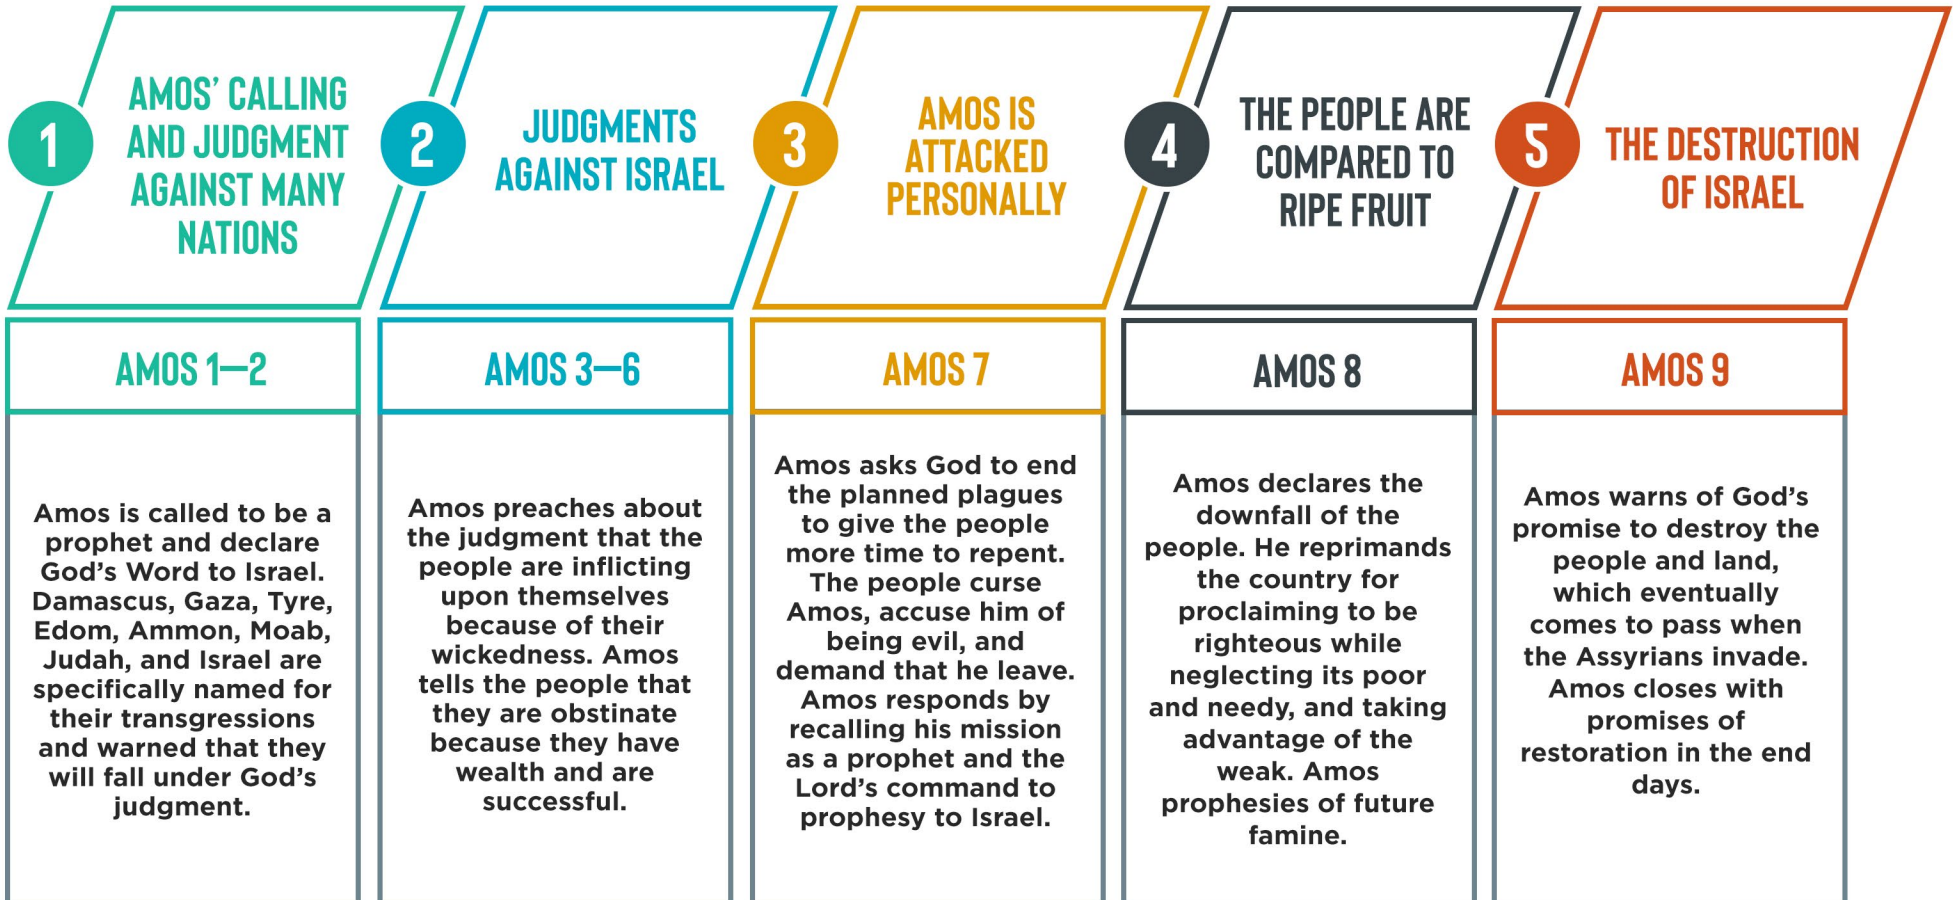 1
AMOS' CALLING
AND JUDGMENT
AGAINST MANY
NATIONS
AMOS 1—2
Amos is called to be a
prophet and declare
God's Word to Israel.
Damascus, Gaza, Tyre,
Edom, Ammon, Moab,
Judah, and Israel are
specifically named for
their transgressions
and warned that they
will fall under God's
judgment.
2
JUDGMENTS
AGAINST ISRAEL
AMOS 3—6
Amos preaches about
the judgment that the
people are inflicting
upon themselves
because of their
wickedness. Amos
tells the people that
they are obstinate
because they have
wealth and are
successful.
3
AMOS IS
ATTACKED
PERSONALLY
AMOS 7
Amos asks God to end
the planned plagues
to give the people
more time to repent.
The people curse
Amos, accuse him of
being evil, and
demand that he leave.
Amos responds by
recalling his mission
as a prophet and the
Lord's command to
prophesy to Israel.
4
THE PEOPLE ARE
COMPARED TO
RIPE FRUIT
AMOS 8
Amos declares the
downfall of the
people. He reprimands
the country for
proclaiming to be
righteous while
neglecting its poor
and needy, and taking
advantage of the
weak. Amos
prophesies of future
famine.
5
THE DESTRUCTION
OF ISRAEL
AMOS 9
Amos warns of God's
promise to destroy the
people and land,
which eventually
comes to pass when
the Assyrians invade.
Amos closes with
promises of
restoration in the end
days.